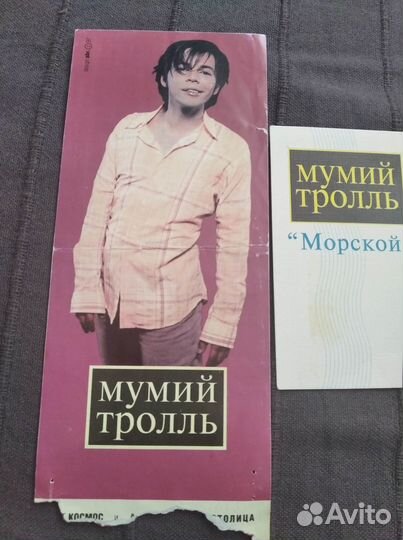 мумий
тролль
мумий
тролль
“Морской
КОСМОС и
СТОЛИЦА
Avito